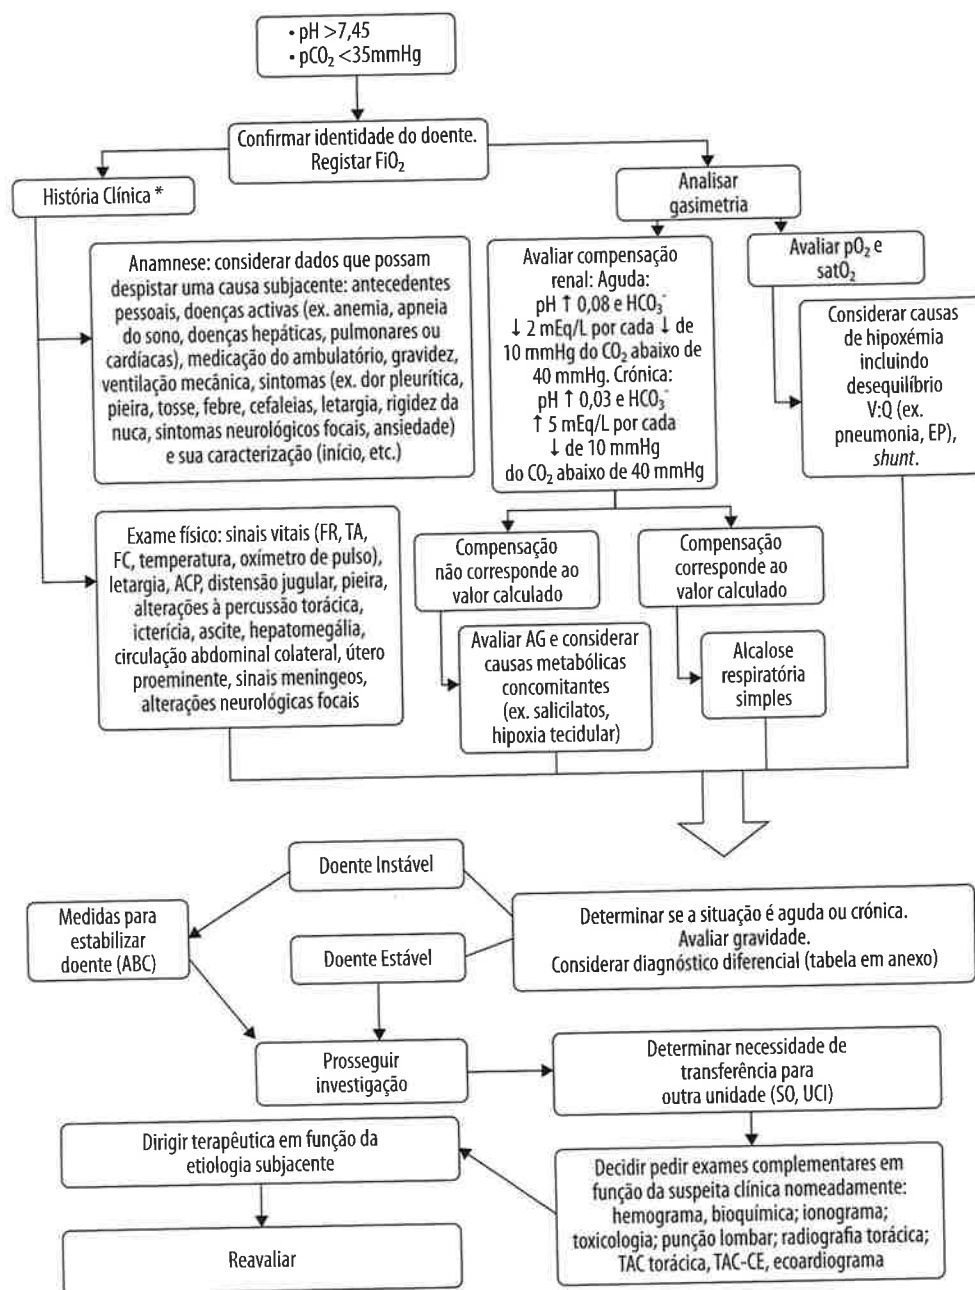 • pH >7,45
• pCO₂ <35mmHg
Confirmar identidade do doente.
Registar FiO₂
História Clínica *
Analisar
gasimetria
Anamnese: considerar dados que possam
despistar uma causa subjacente: antecedentes
pessoais, doenças activas (ex. anemia, apneia
do sono, doenças hepáticas, pulmonares ou
cardíacas), medicação do ambulatório, gravidez,
ventilação mecânica, sintomas (ex. dor pleurítica,
pieira, tosse, febre, cefaleias, letargia, rigidez da
nuca, sintomas neurológicos focais, ansiedade)
e sua caracterização (início, etc.)
Avaliar compensação
renal: Aguda:
pH ↑ 0,08 e HCO₃⁻
↓ 2 mEq/L por cada ↓ de
10 mmHg do CO₂ abaixo de
40 mmHg. Crónica:
pH ↑ 0,03 e HCO₃⁻
↑ 5 mEq/L por cada
↓ de 10 mmHg
do CO₂ abaixo de 40 mmHg
Avaliar pO₂ e
satO₂
Considerar causas
de hipoxémia
incluindo
desequilíbrio
V:Q (ex.
pneumonia, EP),
shunt.
Exame físico: sinais vitais (FR, TA,
FC, temperatura, oxímetro de pulso),
letargia, ACP, distensão jugular, pieira,
alterações à percussão torácica,
icterícia, ascite, hepatomegália,
circulação abdominal colateral, útero
proeminente, sinais meningeos,
alterações neurológicas focais
Compensação
não corresponde ao
valor calculado
Compensação
corresponde ao
valor calculado
Avaliar AG e considerar
causas metabólicas
concomitantes
(ex. salicilatos,
hipoxia tecidular)
Alcalose
respiratória
simples
Doente Instável
Medidas para
estabilizar
doente (ABC)
Doente Estável
Determinar se a situação é aguda ou crónica.
Avaliar gravidade.
Considerar diagnóstico diferencial (tabela em anexo)
Prosseguir
investigação
Determinar necessidade de
transferência para
outra unidade (SO, UCI)
Dirigir terapêutica em função da
etiologia subjacente
Decidir pedir exames complementares em
função da suspeita clínica nomeadamente:
hemograma, bioquímica; ionograma;
toxicologia; punção lombar; radiografia torácica;
TAC torácica, TAC-CE, ecoardiograma
Reavaliar